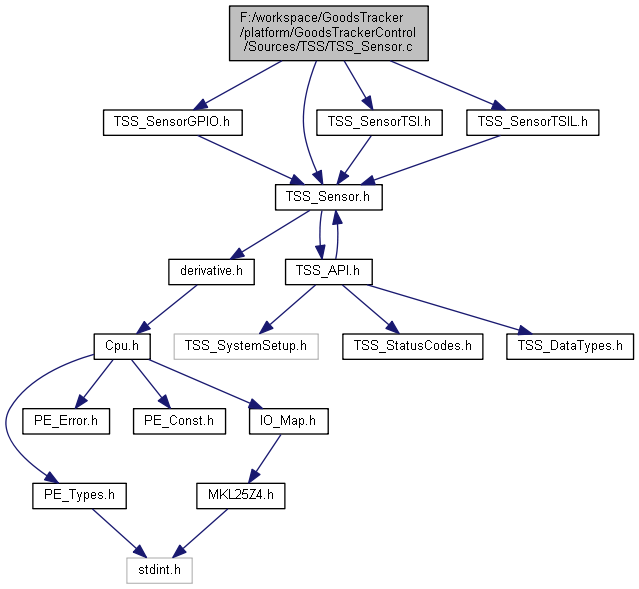 F:/workspace/GoodsTracker
/platform/GoodsTrackerControl
/Sources/TSS/TSS_Sensor.c
TSS_SensorGPIO.h
TSS_SensorTSI.h
TSS_SensorTSIL.h
TSS_Sensor.h
derivative.h
TSS_API.h
Cpu.h
TSS_SystemSetup.h
TSS_StatusCodes.h
TSS_DataTypes.h
PE_Error.h
PE_Const.h
IO_Map.h
PE_Types.h
MKL25Z4.h
stdint.h